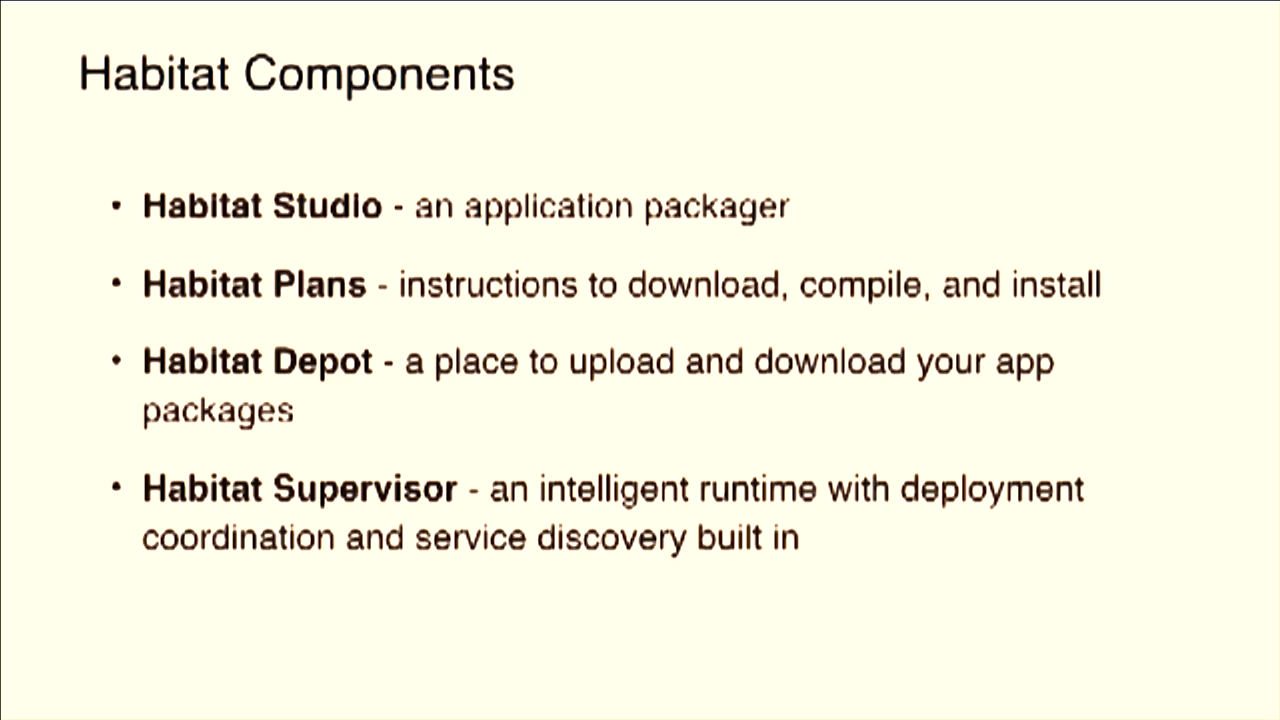 Habitat Components
• Habitat Studio - an application packager
• Habitat Plans - instructions to download, compile, and install
• Habitat Depot - a place to upload and download your app
packages
• Habitat Supervisor - an intelligent runtime with deployment
coordination and service discovery built in